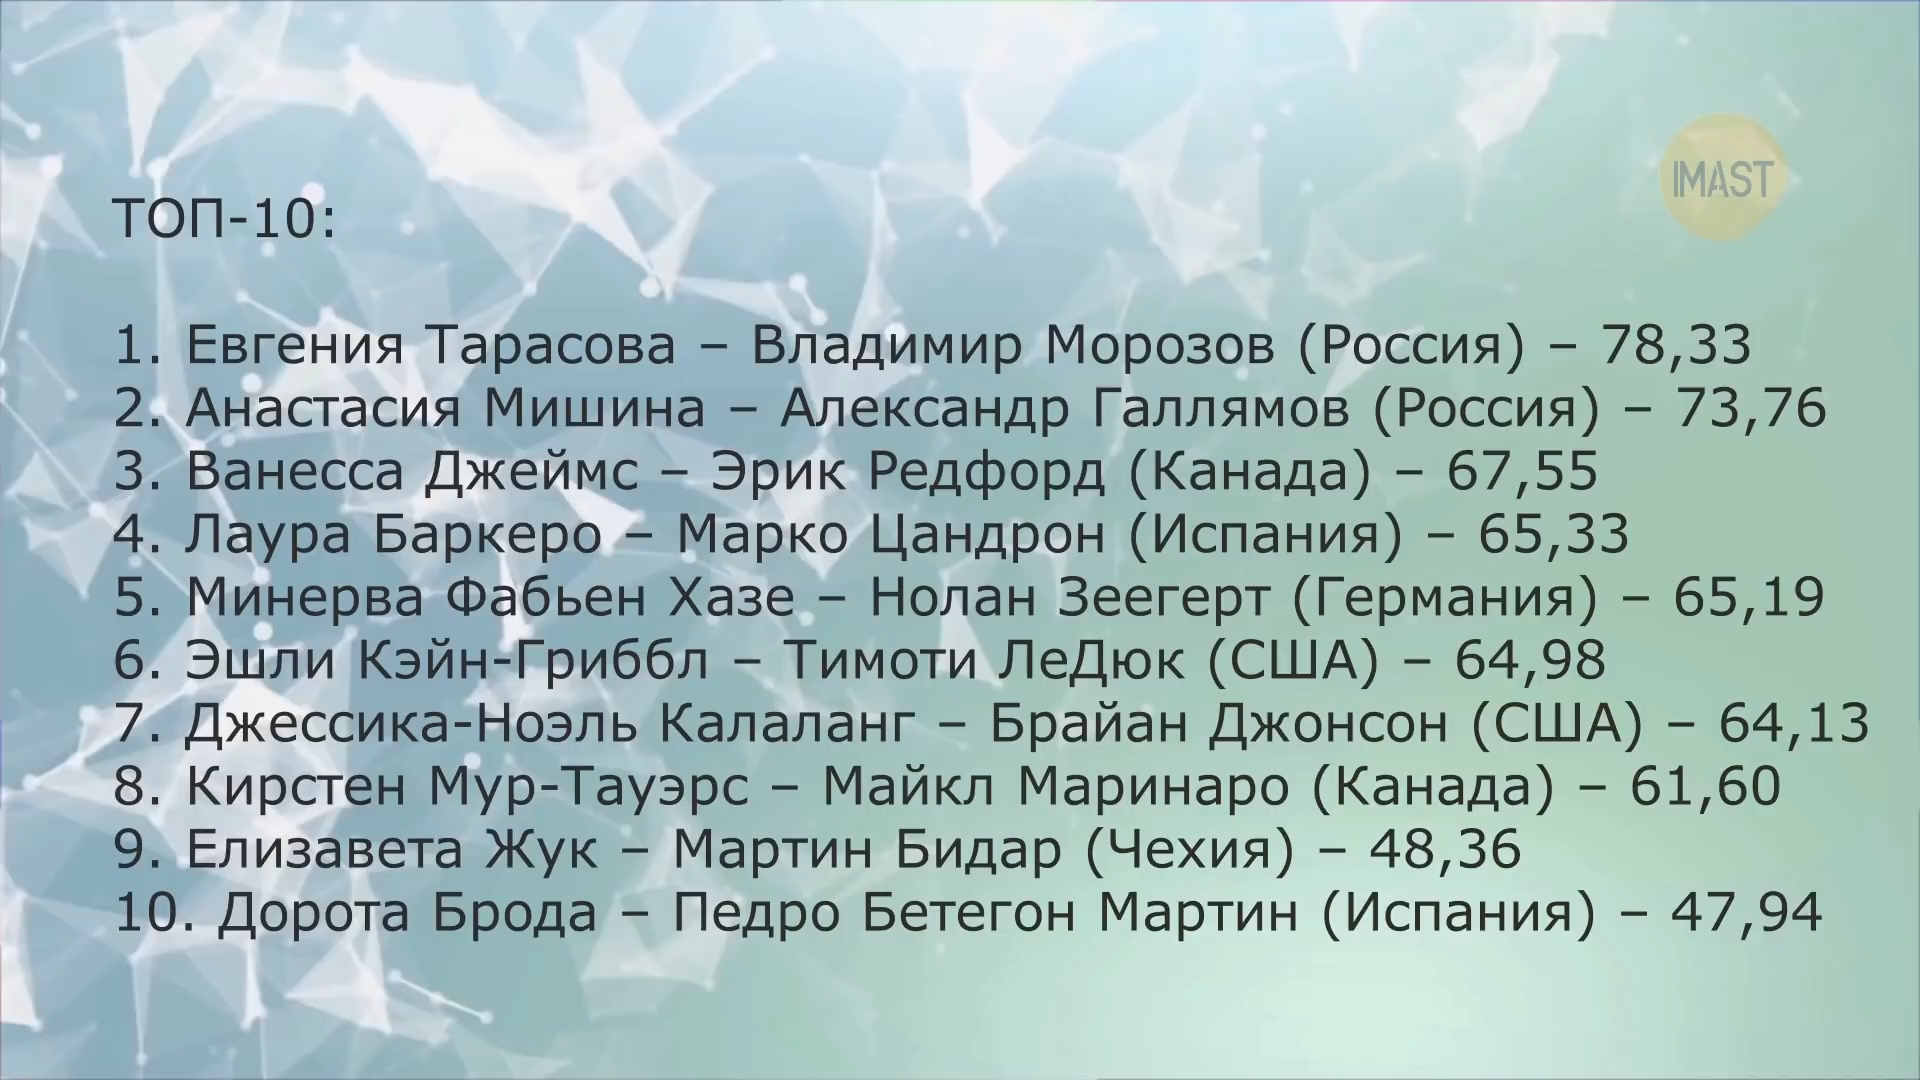 IMAST
ТОП-10:
1. Евгения Тарасова – Владимир Морозов (Россия) – 78,33
2. Анастасия Мишина – Александр Галлямов (Россия) – 73,76
3. Ванесса Джеймс – Эрик Редфорд (Канада) – 67,55
4. Лаура Баркеро – Марко Цандрон (Испания) – 65,33
5. Минерва Фабьен Хазе – Нолан Зеегерт (Германия) – 65,19
6. Эшли Кэйн-Гриббл – Тимоти ЛеДюк (США) – 64,98
7. Джессика-Ноэль Калаланг – Брайан Джонсон (США) – 64,13
8. Кирстен Мур-Тауэрс – Майкл Маринаро (Канада) – 61,60
9. Елизавета Жук – Мартин Бидар (Чехия) – 48,36
10. Дорота Брода – Педро Бетегон Мартин (Испания) – 47,94